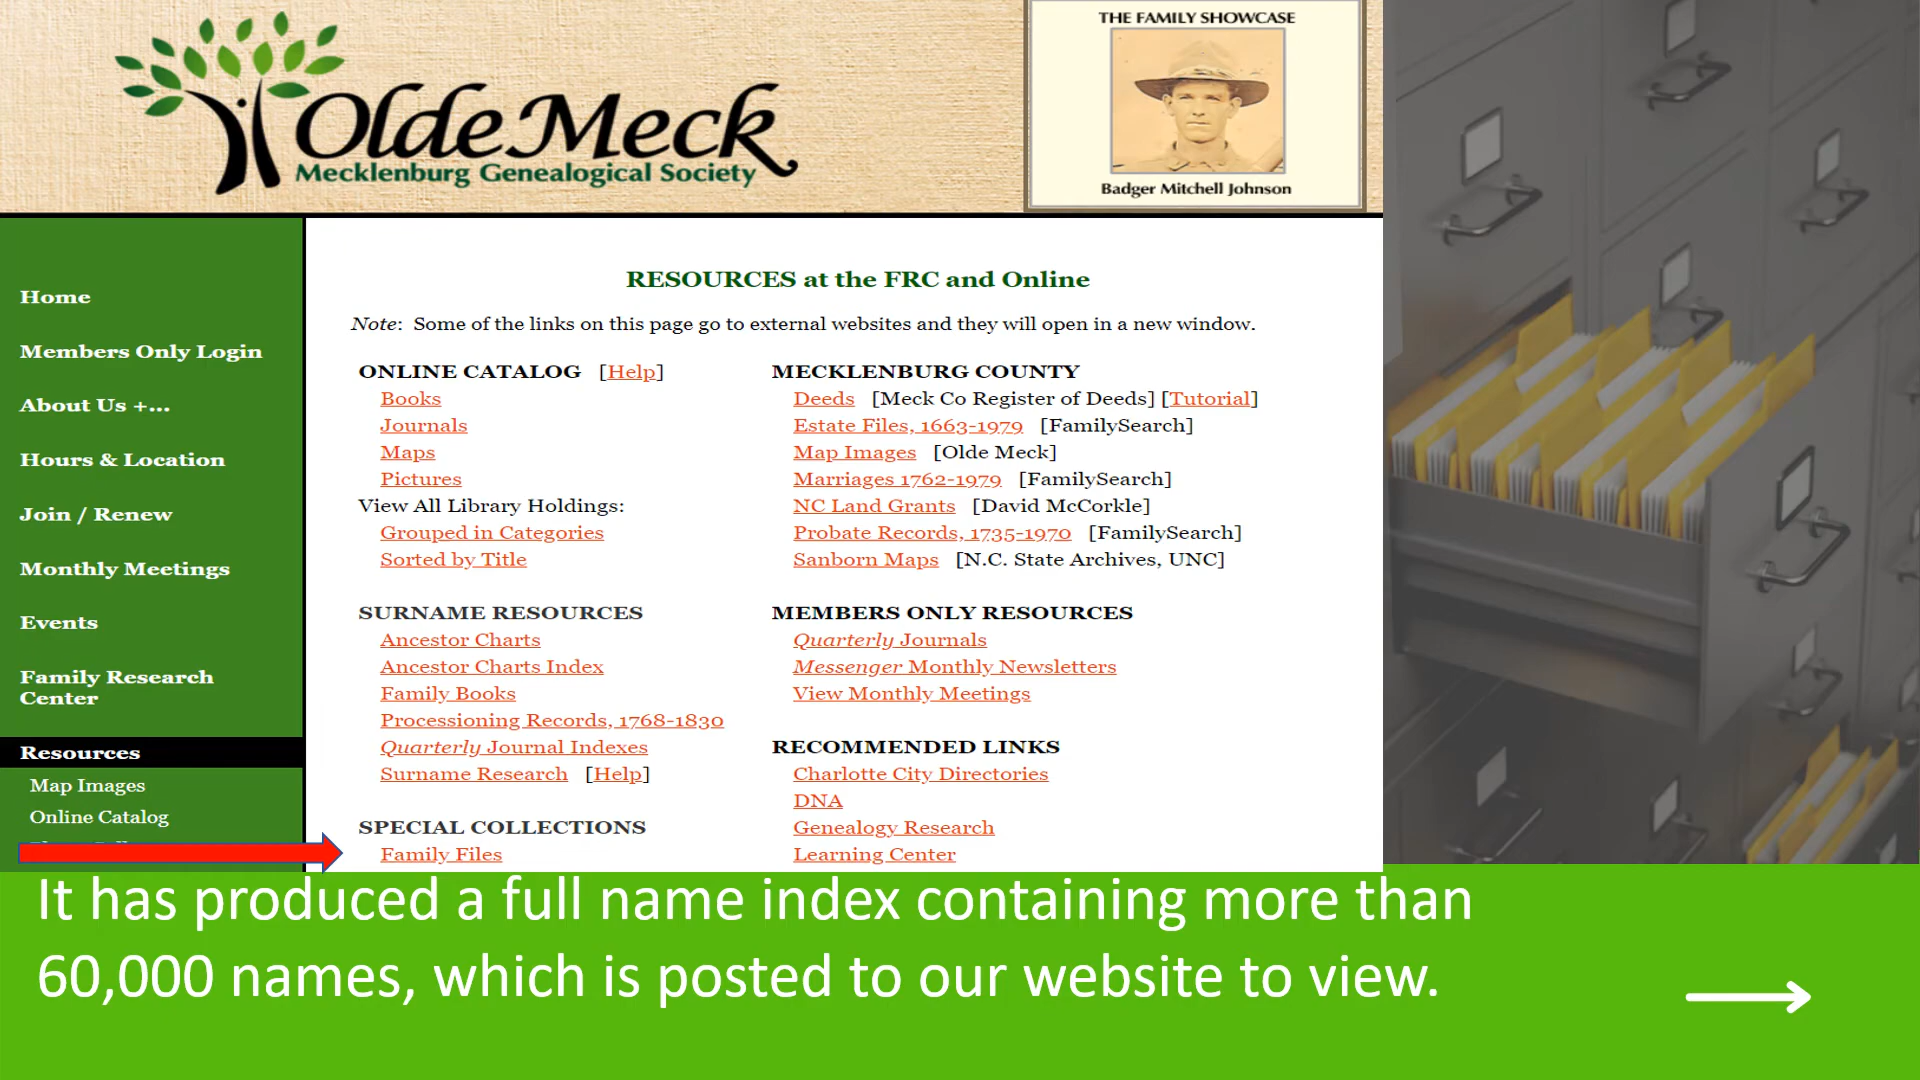 Olde Meck
Mecklenburg Genealogical Society
THE FAMILY SHOWCASE
Badger Mitchell Johnson
Home
Members Only Login
About Us +...
Hours & Location
Join / Renew
Monthly Meetings
Events
Family Research
Center
Resources
Map Images
Online Catalog
RESOURCES at the FRC and Online
Note: Some of the links on this page go to external websites and they will open in a new window.
ONLINE CATALOG [Help]
Books
Journals
Maps
Pictures
View All Library Holdings:
Grouped in Categories
Sorted by Title
SURNAME RESOURCES
Ancestor Charts
Ancestor Charts Index
Family Books
Processioning Records, 1768-1830
Quarterly Journal Indexes
Surname Research [Help]
SPECIAL COLLECTIONS
Family Files
MECKLENBURG COUNTY
Deeds [Meck Co Register of Deeds] [Tutorial]
Estate Files, 1663-1979 [FamilySearch]
Map Images [Olde Meck]
Marriages 1762-1979 [FamilySearch]
NC Land Grants [David McCorkle]
Probate Records, 1735-1970 [FamilySearch]
Sanborn Maps [N.C. State Archives, UNC]
MEMBERS ONLY RESOURCES
Quarterly Journals
Messenger Monthly Newsletters
View Monthly Meetings
RECOMMENDED LINKS
Charlotte City Directories
DNA
Genealogy Research
Learning Center
It has produced a full name index containing more than
60,000 names, which is posted to our website to view.